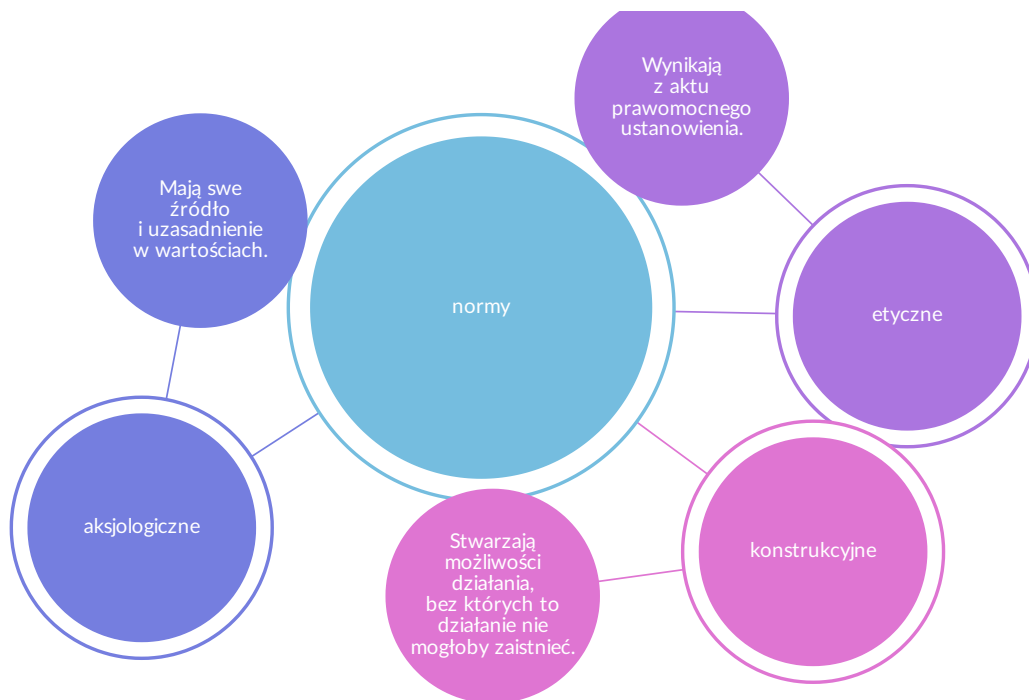 Wynikają
z aktu
prawomocnego
ustanowienia.
Mają swe
źródło
i uzasadnienie
w wartościach.
normy
etyczne
aksjologiczne
Stwarzają
możliwości
działania,
bez których to
działanie nie
mogłoby zaistnieć.
konstrukcyjne